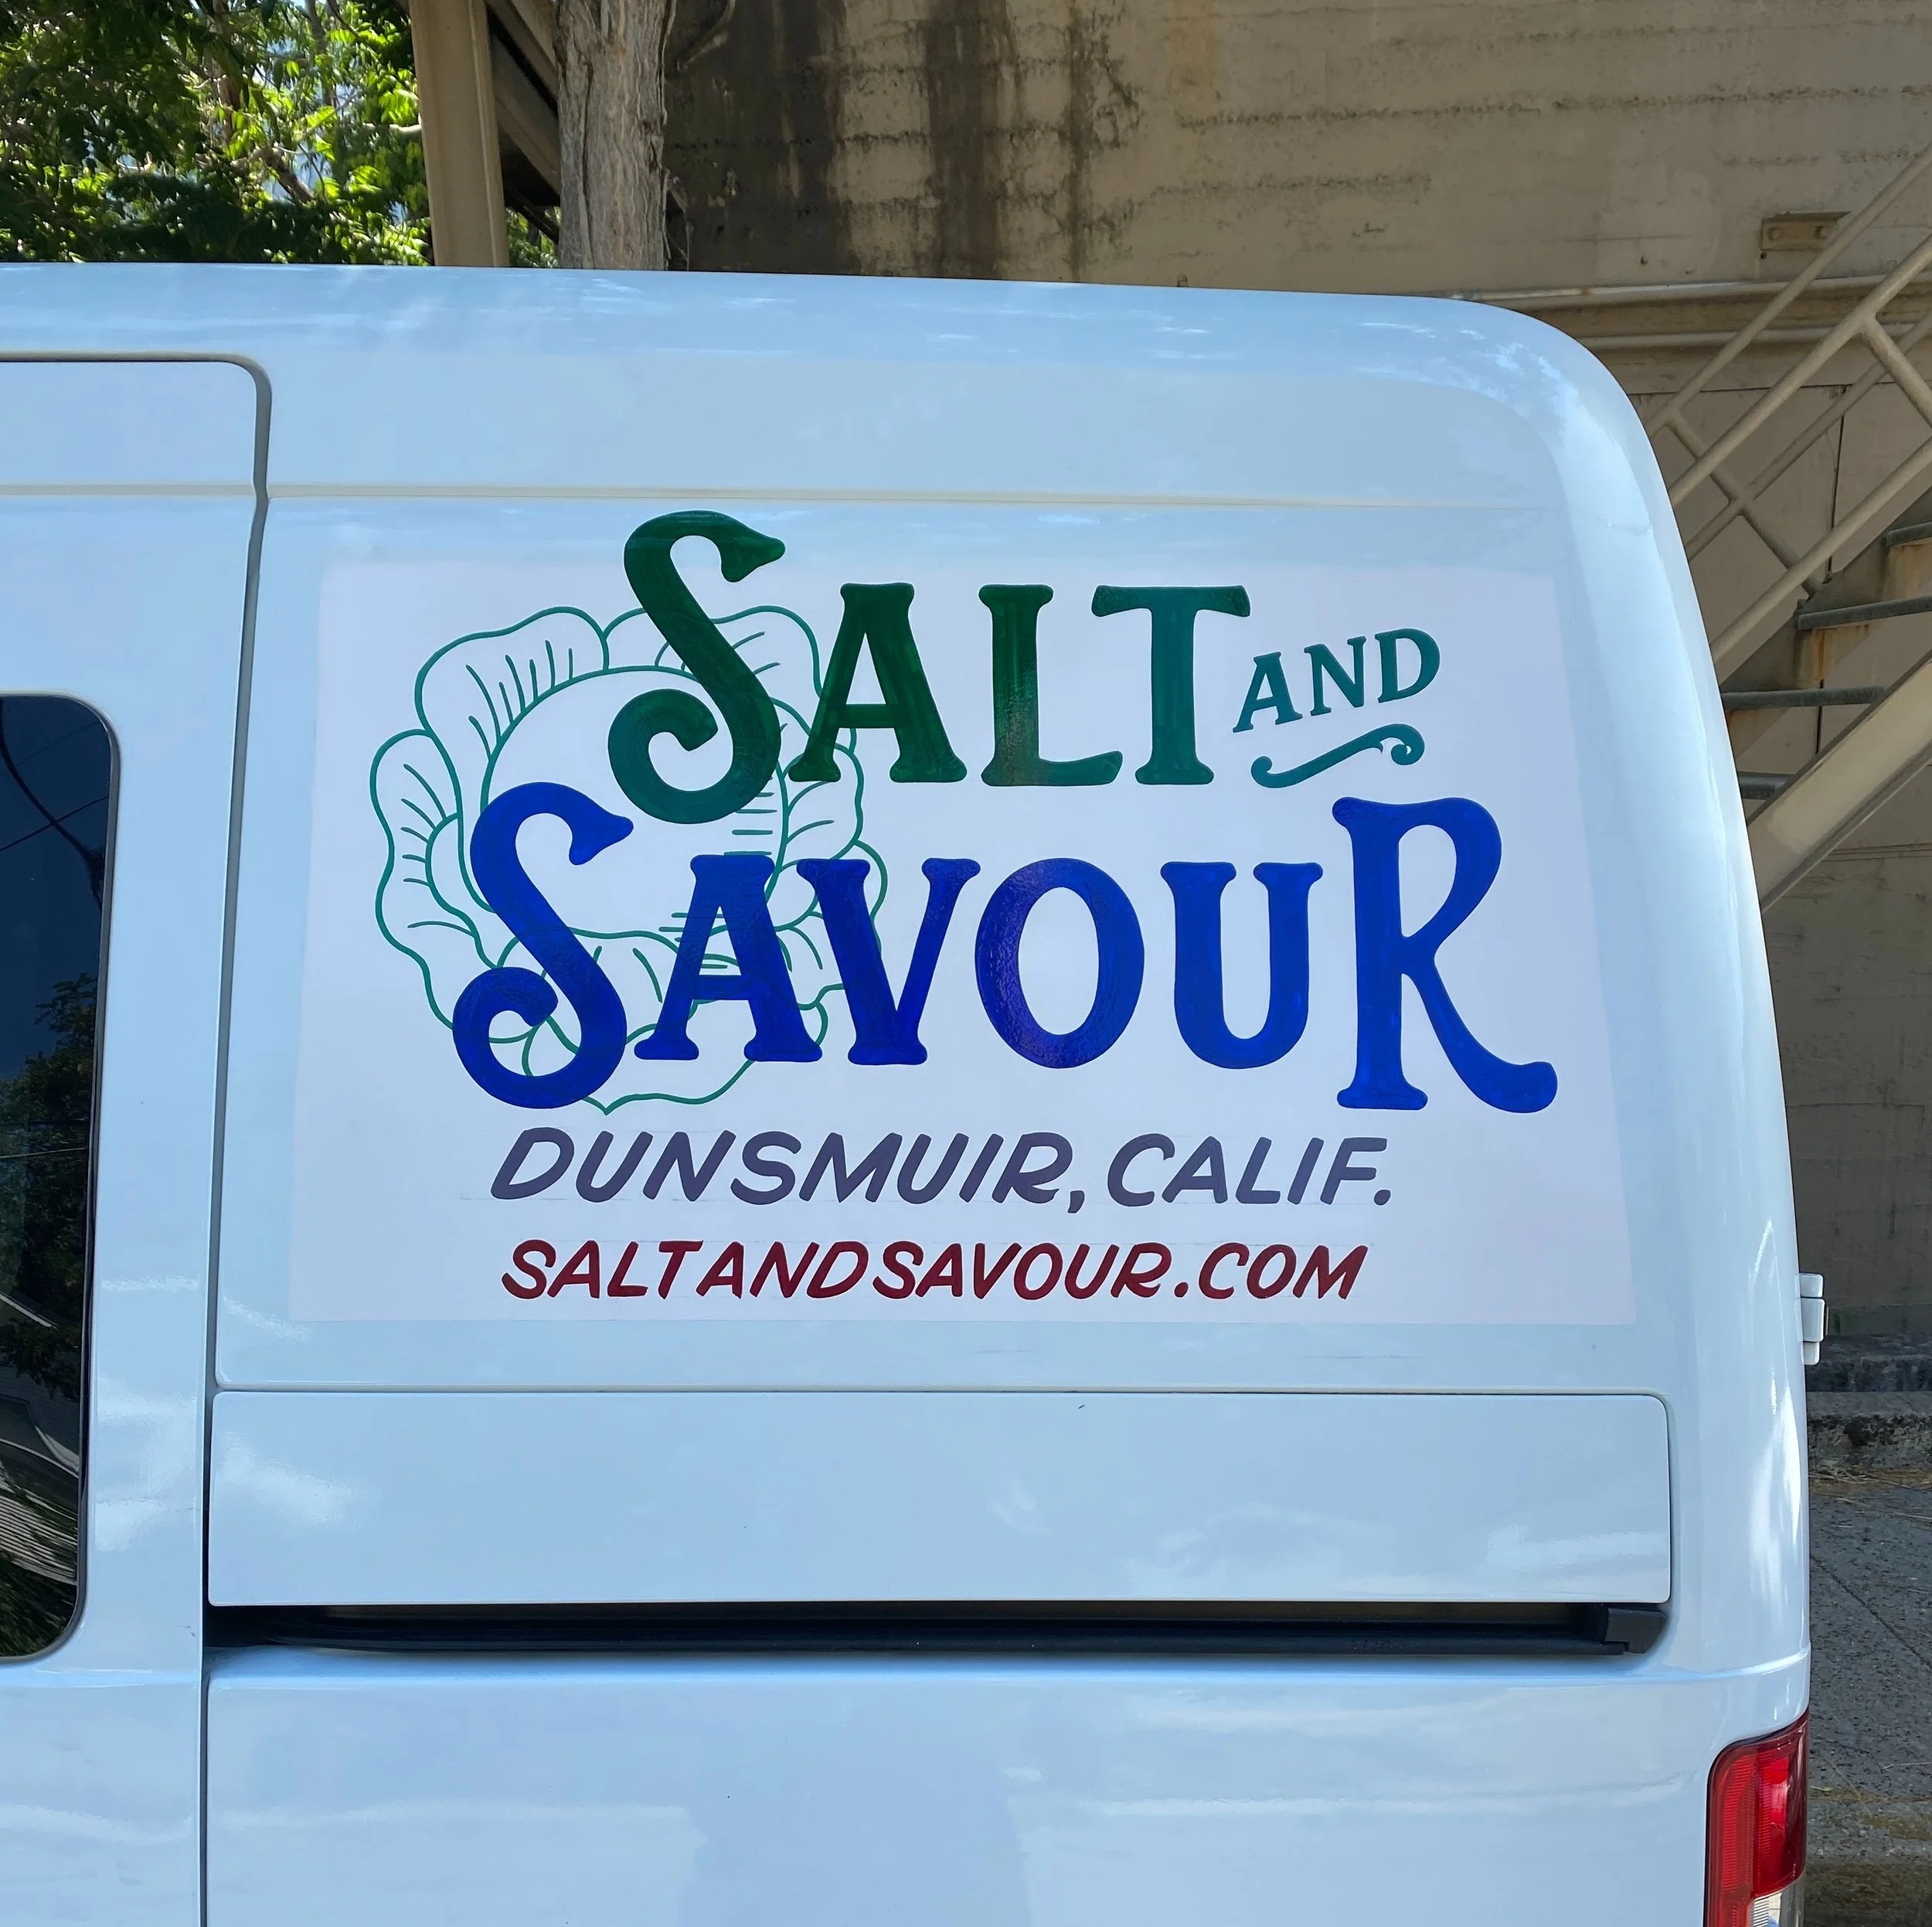 SALT AND
SAVOUR
DUNSMUIR, CALIF.
SALTANDSAVOUR.COM